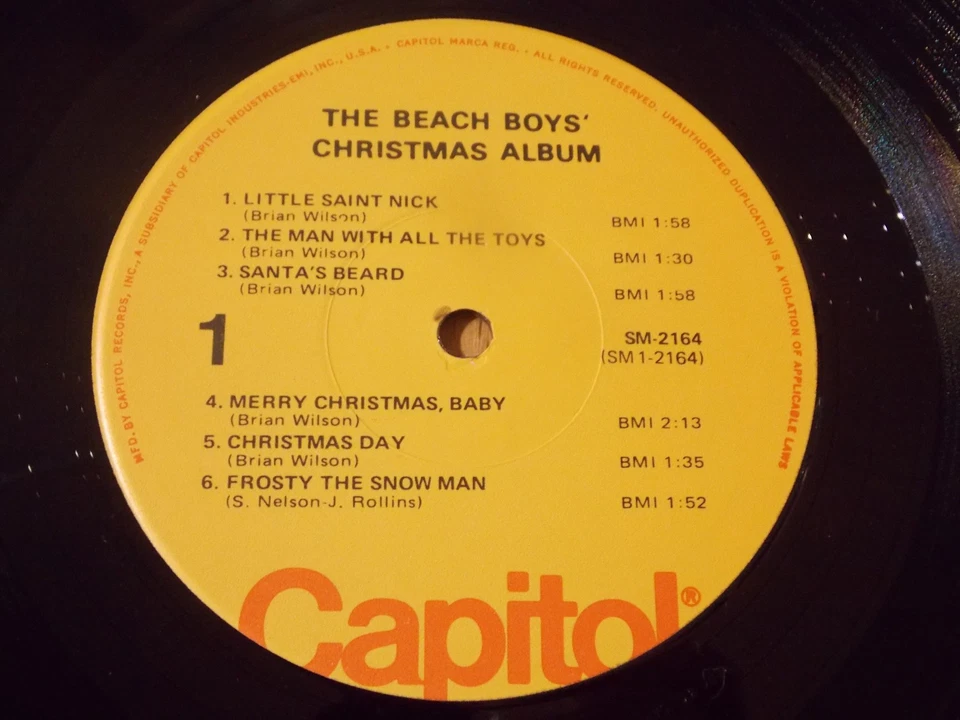 MFD. BY CAPITOL RECORDS, INC., A SUBSIDIARY OF CAPITOL INDUSTRIES-EMI, INC., U.S.A. • CAPITOL MARCA REG. • ALL RIGHTS RESERVED. UNAUTHORIZED DUPLICATION IS A VIOLATION OF APPLICABLE LAWS
THE BEACH BOYS'
CHRISTMAS ALBUM
1. LITTLE SAINT NICK
(Brian Wilson) BMI 1:58
2. THE MAN WITH ALL THE TOYS
(Brian Wilson) BMI 1:30
3. SANTA'S BEARD
(Brian Wilson) BMI 1:58
1
SM-2164
(SM1-2164)
4. MERRY CHRISTMAS, BABY
(Brian Wilson) BMI 2:13
5. CHRISTMAS DAY
(Brian Wilson) BMI 1:35
6. FROSTY THE SNOW MAN
(S. Nelson-J. Rollins) BMI 1:52
Capitol®